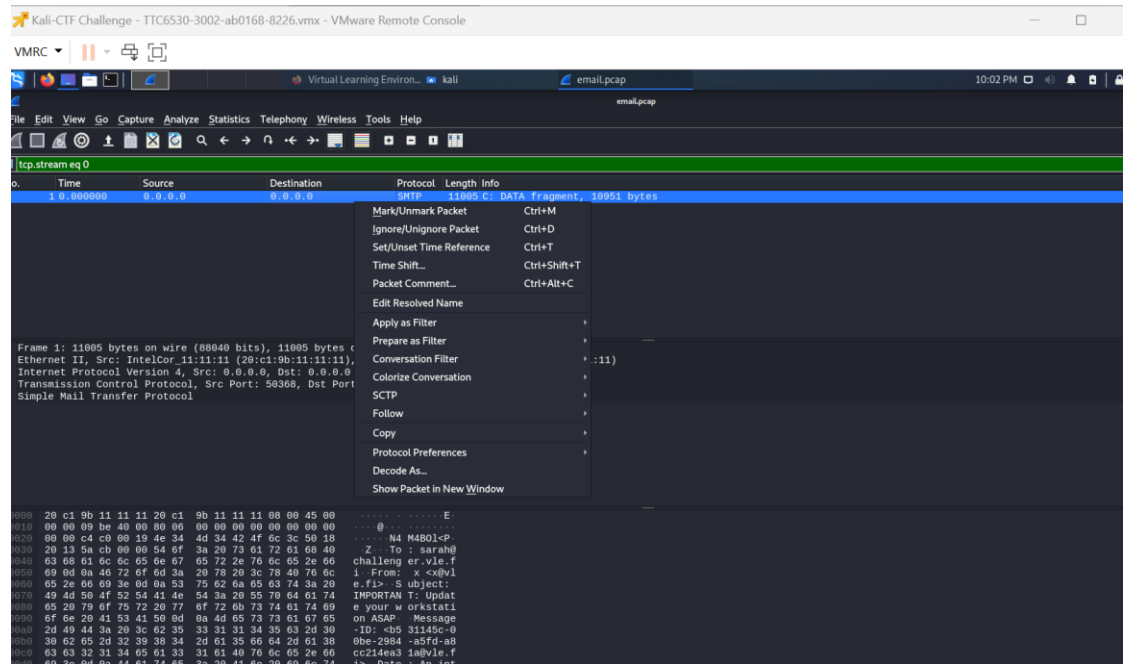 Kali-CTF Challenge - TTC6530-3002-ab0168-8226.vmx - VMware Remote Console
VMRC
Virtual Learning Environ... kali email.pcap 10:02 PM
email.pcap
File Edit View Go Capture Analyze Statistics Telephony Wireless Tools Help
tcp.stream eq 0
o. Time Source Destination Protocol Length Info
1 0.000000 0.0.0.0 0.0.0.0 SMTP 11005 C: DATA fragment, 10951 bytes
Mark/Unmark Packet Ctrl+M
Ignore/Unignore Packet Ctrl+D
Set/Unset Time Reference Ctrl+T
Time Shift... Ctrl+Shift+T
Packet Comment... Ctrl+Alt+C
Edit Resolved Name
Apply as Filter
Prepare as Filter
Conversation Filter
Colorize Conversation
SCTP
Follow
Copy
Protocol Preferences
Decode As...
Show Packet in New Window
Frame 1: 11005 bytes on wire (88040 bits), 11005 bytes
Ethernet II, Src: IntelCor_11:11:11 (20:c1:9b:11:11:11), :11)
Internet Protocol Version 4, Src: 0.0.0.0, Dst: 0.0.0.0
Transmission Control Protocol, Src Port: 50368, Dst Port
Simple Mail Transfer Protocol
0000 20 c1 9b 11 11 11 20 c1 9b 11 11 11 08 00 45 00 ..... . ......E.
0010 00 00 09 be 40 00 80 06 00 00 00 00 00 00 00 00 ....@... ........
0020 00 00 c4 c0 00 19 4e 34 4d 34 42 4f 6c 3c 50 18 ......N4 M4BOl<P.
0030 20 13 5a cb 00 00 54 6f 3a 20 73 61 72 61 68 40 .Z...To : sarah@
0040 63 68 61 6c 6c 65 6e 67 65 72 2e 76 6c 65 2e 66 challeng er.vle.f
0050 69 0d 0a 46 72 6f 6d 3a 20 78 20 3c 78 40 76 6c i..From: x <x@vl
0060 65 2e 66 69 3e 0d 0a 53 75 62 6a 65 63 74 3a 20 e.fi>..S ubject:
0070 49 4d 50 4f 52 54 41 4e 54 3a 20 55 70 64 61 74 IMPORTAN T: Updat
0080 65 20 79 6f 75 72 20 77 6f 72 6b 73 74 61 74 69 e your w orkstati
0090 6f 6e 20 41 53 41 50 0d 0a 4d 65 73 73 61 67 65 on ASAP. .Message
00a0 2d 49 44 3a 20 3c 62 35 33 31 31 34 35 63 2d 30 -ID: <b5 31145c-0
00b0 30 62 65 2d 32 39 38 34 2d 61 35 66 64 2d 61 38 0be-2984 -a5fd-a8
00c0 63 63 32 31 34 65 61 33 31 61 40 76 6c 65 2e 66 cc214ea3 1a@vle.f